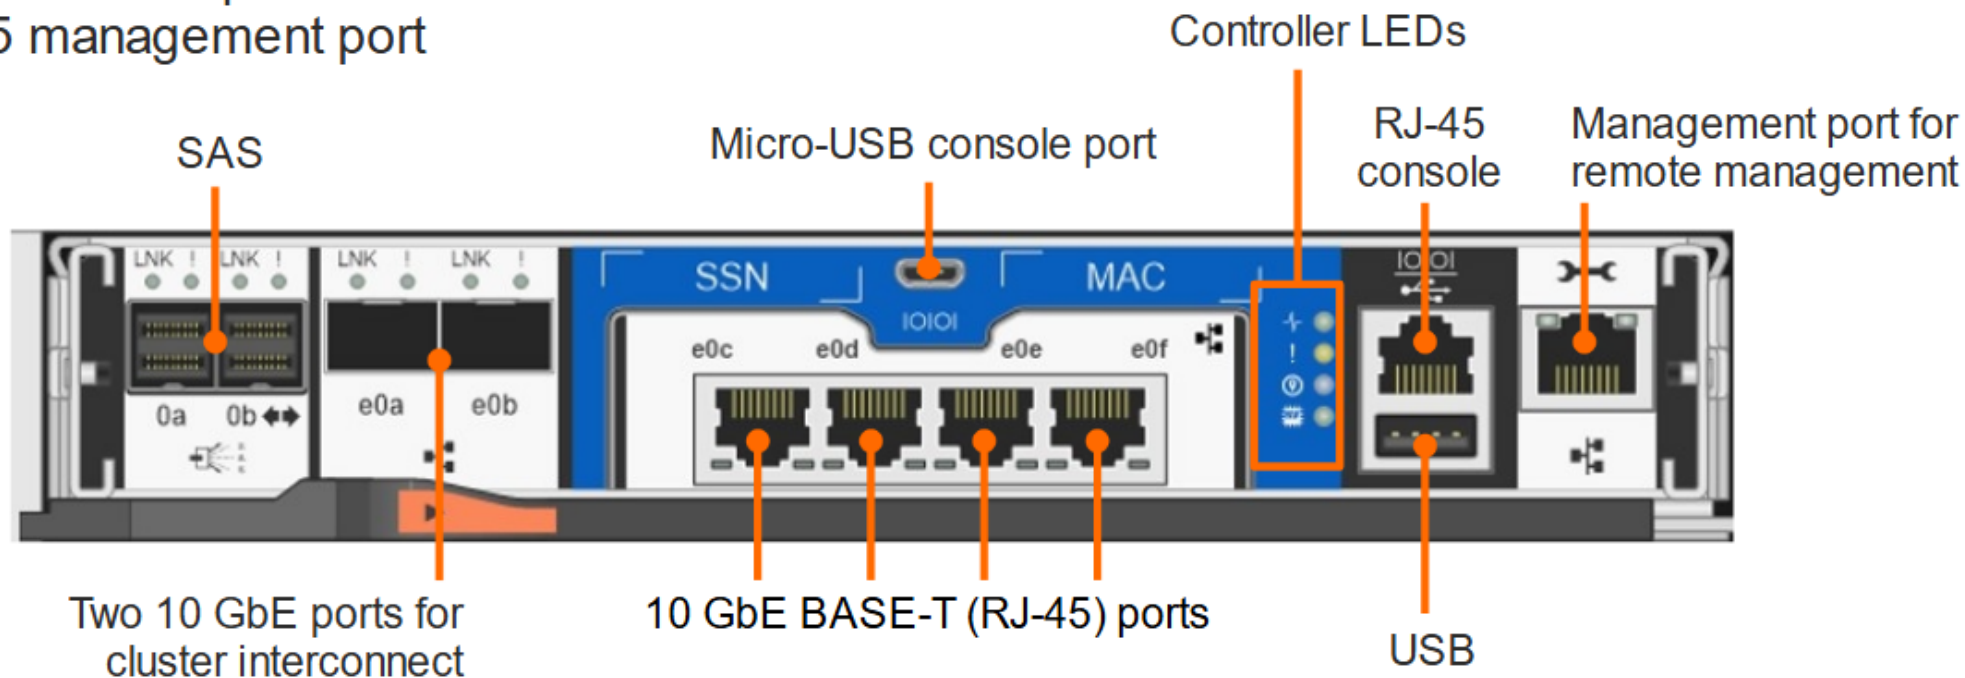 5 management port
Controller LEDs
SAS
Micro-USB console port
RJ-45
console
Management port for
remote management
LNK ! LNK !
LNK ! LNK !
SSN
MAC
IOIOI
IOIOI
e0c e0d e0e e0f
!
0a 0b
e0a e0b
Two 10 GbE ports for
cluster interconnect
10 GbE BASE-T (RJ-45) ports
USB